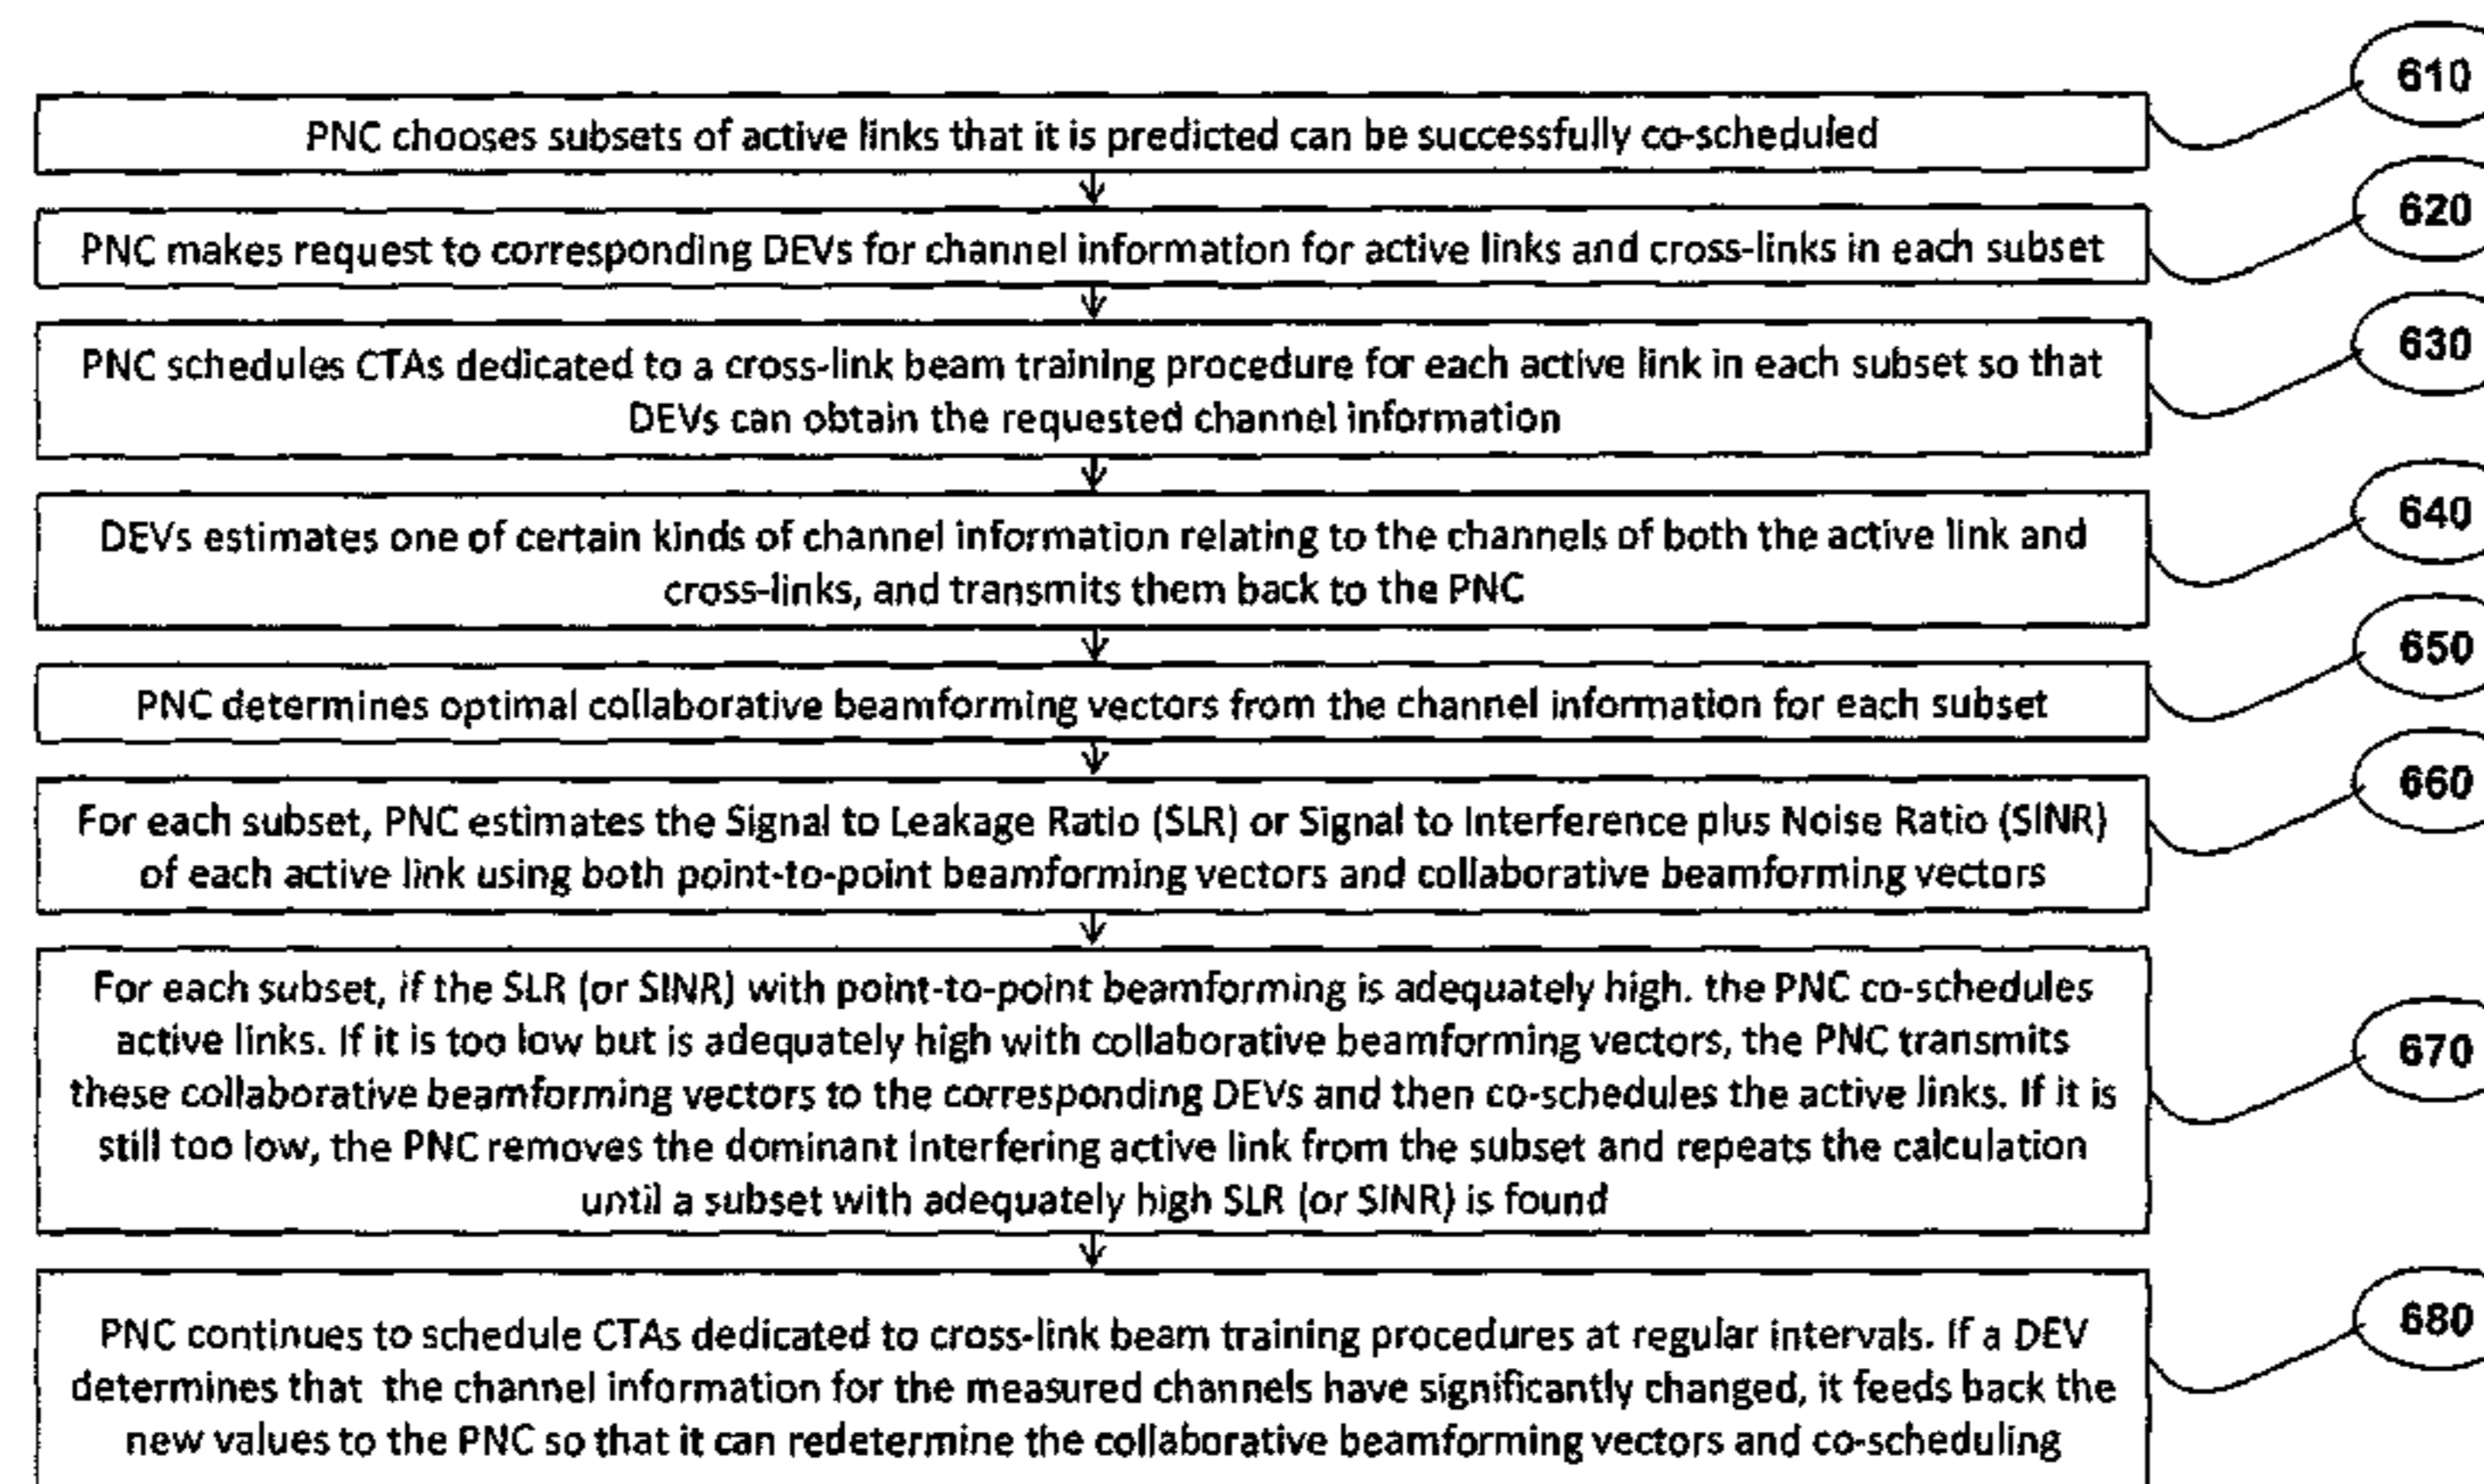 610
PNC chooses subsets of active links that it is predicted can be successfully co-scheduled
620
PNC makes request to corresponding DEVs for channel information for active links and cross-links in each subset
630
PNC schedules CTAs dedicated to a cross-link beam training procedure for each active link in each subset so that
DEVs can obtain the requested channel information
640
DEVs estimates one of certain kinds of channel information relating to the channels of both the active link and
cross-links, and transmits them back to the PNC
650
PNC determines optimal collaborative beamforming vectors from the channel information for each subset
660
For each subset, PNC estimates the Signal to Leakage Ratio (SLR) or Signal to Interference plus Noise Ratio (SINR)
of each active link using both point-to-point beamforming vectors and collaborative beamforming vectors
670
For each subset, if the SLR (or SINR) with point-to-point beamforming is adequately high. the PNC co-schedules
active links. If it is too low but is adequately high with collaborative beamforming vectors, the PNC transmits
these collaborative beamforming vectors to the corresponding DEVs and then co-schedules the active links. If it is
still too low, the PNC removes the dominant interfering active link from the subset and repeats the calculation
until a subset with adequately high SLR (or SINR) is found
680
PNC continues to schedule CTAs dedicated to cross-link beam training procedures at regular intervals. If a DEV
determines that the channel information for the measured channels have significantly changed, it feeds back the
new values to the PNC so that it can redetermine the collaborative beamforming vectors and co-scheduling